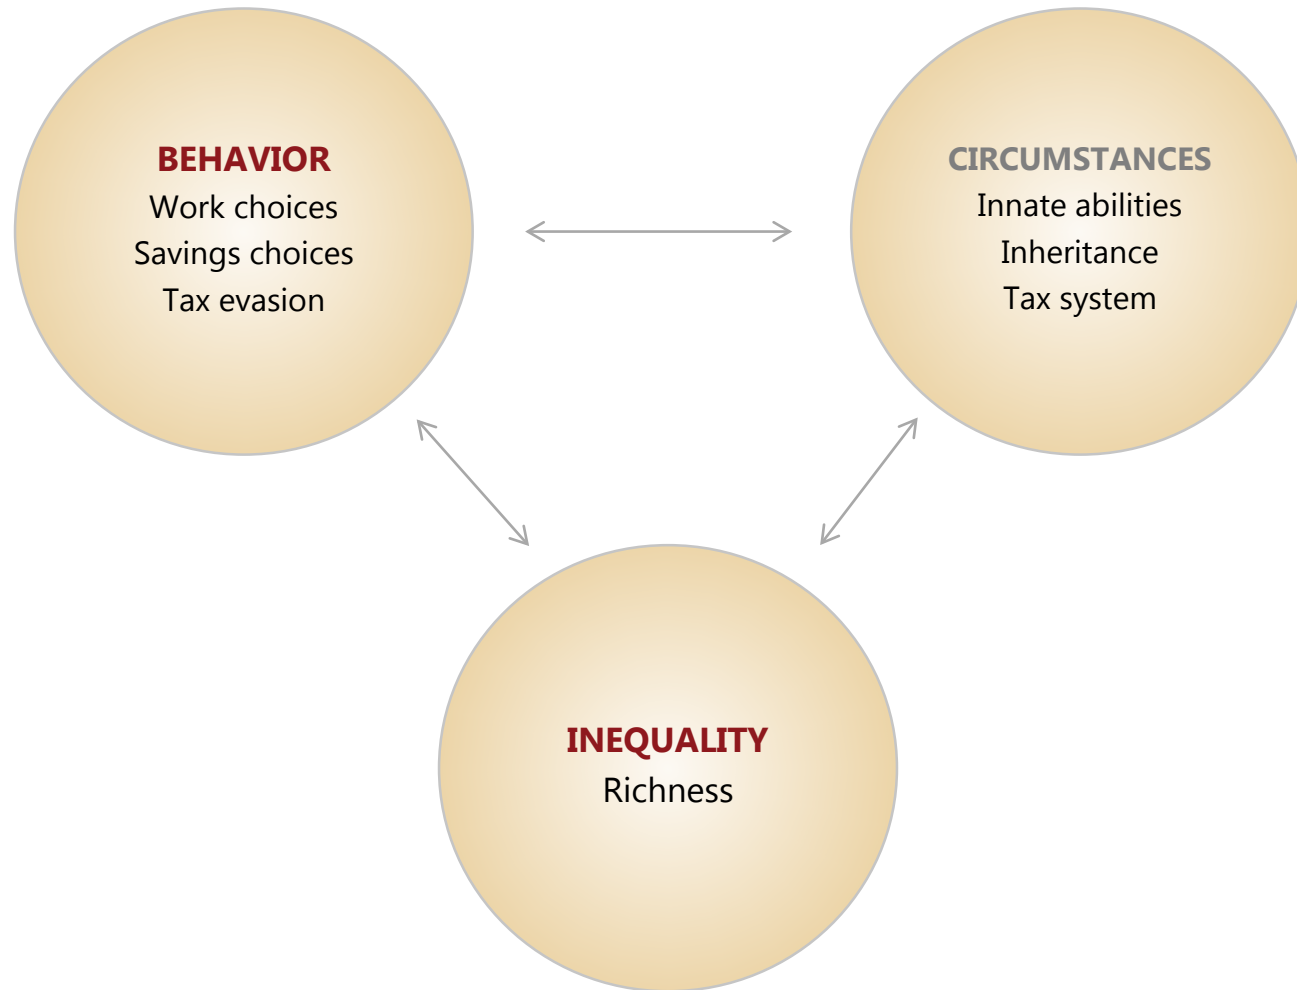 BEHAVIOR
Work choices
Savings choices
Tax evasion
CIRCUMSTANCES
Innate abilities
Inheritance
Tax system
INEQUALITY
Richness